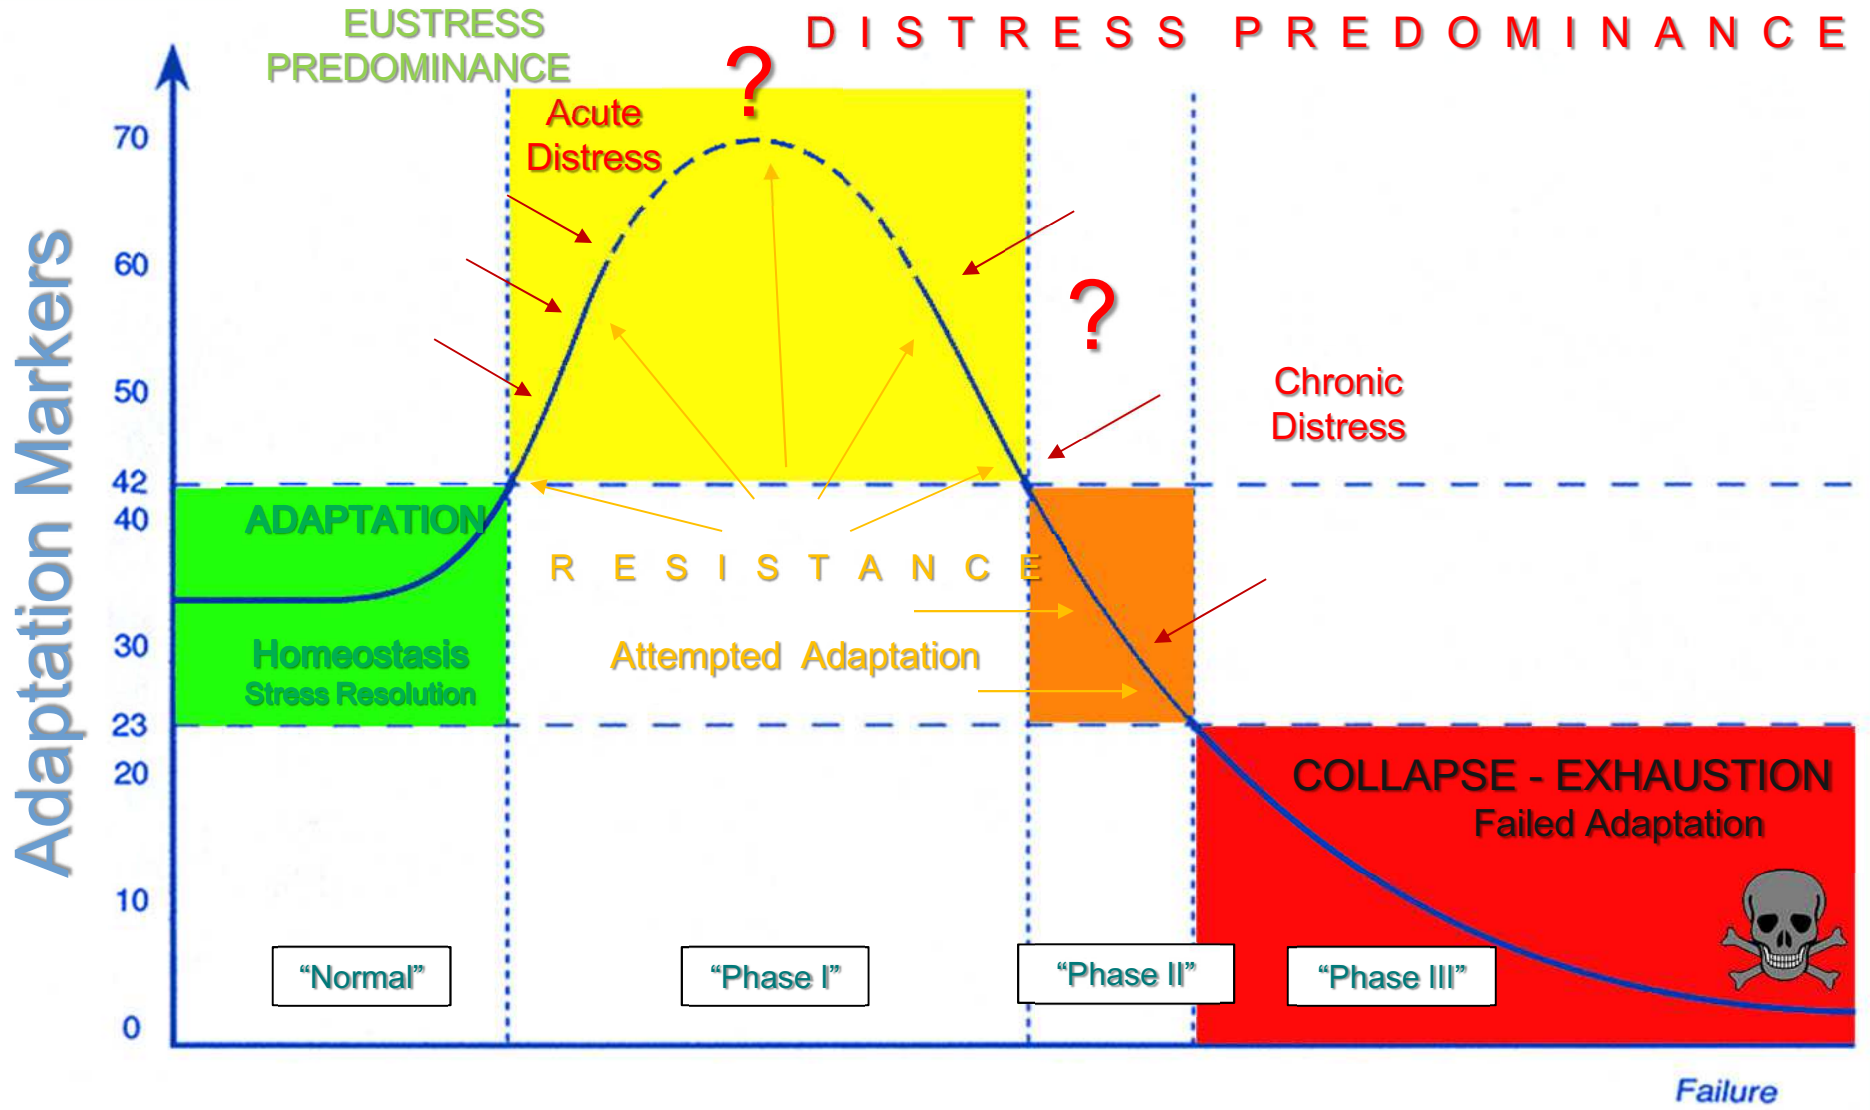 EUSTRESS
PREDOMINANCE
DISTRESS PREDOMINANCE
?
Acute
Distress
70
60
?
Chronic
Distress
50
42
40
ADAPTATION
RESISTANCE
30
Homeostasis
Stress Resolution
Attempted Adaptation
23
20
COLLAPSE - EXHAUSTION
Failed Adaptation
10
“Normal”
“Phase I”
“Phase II”
“Phase III”
0
Adaptation Markers
Failure